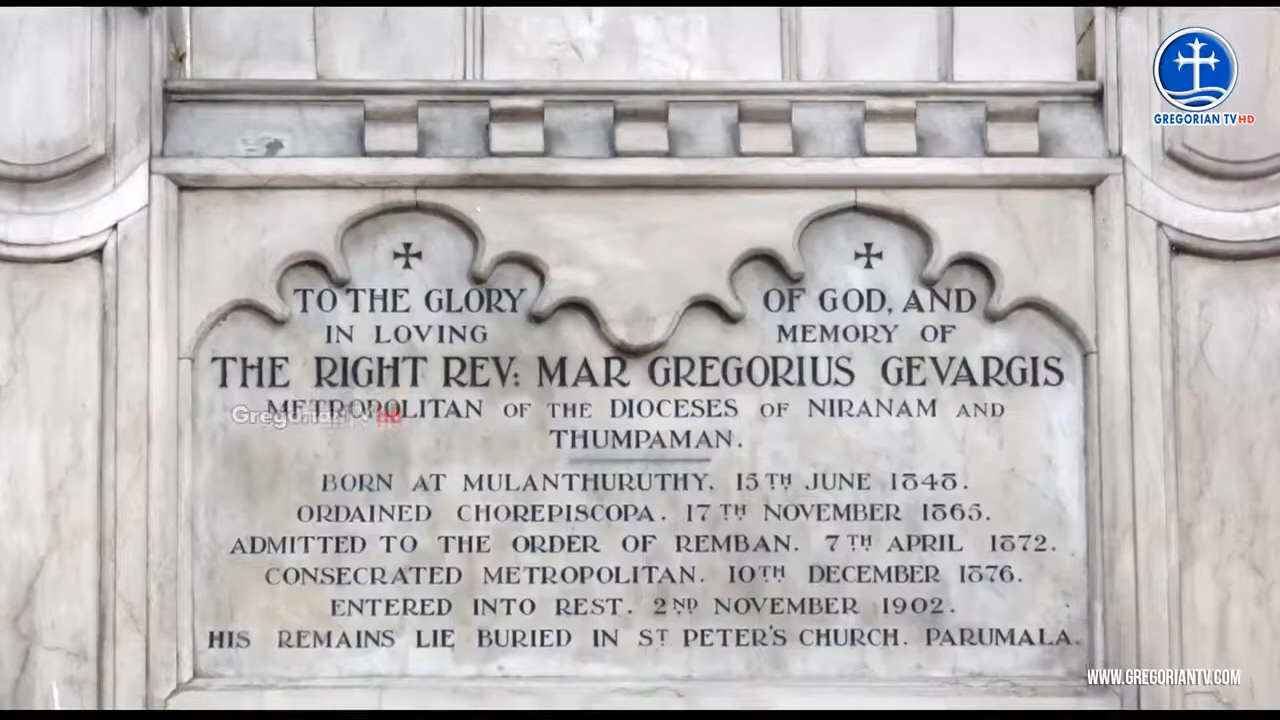 GREGORIAN TV HD
TO THE GLORY OF GOD, AND
IN LOVING MEMORY OF
THE RIGHT REV: MAR GREGORIUS GEVARGIS
METROPOLITAN OF THE DIOCESES OF NIRANAM AND
Gregorian TV HD
THUMPAMAN.
BORN AT MULANTHURUTHY. 15TH JUNE 1848.
ORDAINED CHOREPISCOPA. 17TH NOVEMBER 1865.
ADMITTED TO THE ORDER OF REMBAN. 7TH APRIL 1872.
CONSECRATED METROPOLITAN. 10TH DECEMBER 1876.
ENTERED INTO REST. 2ND NOVEMBER 1902.
HIS REMAINS LIE BURIED IN ST PETER'S CHURCH. PARUMALA.
WWW.GREGORIANTV.COM